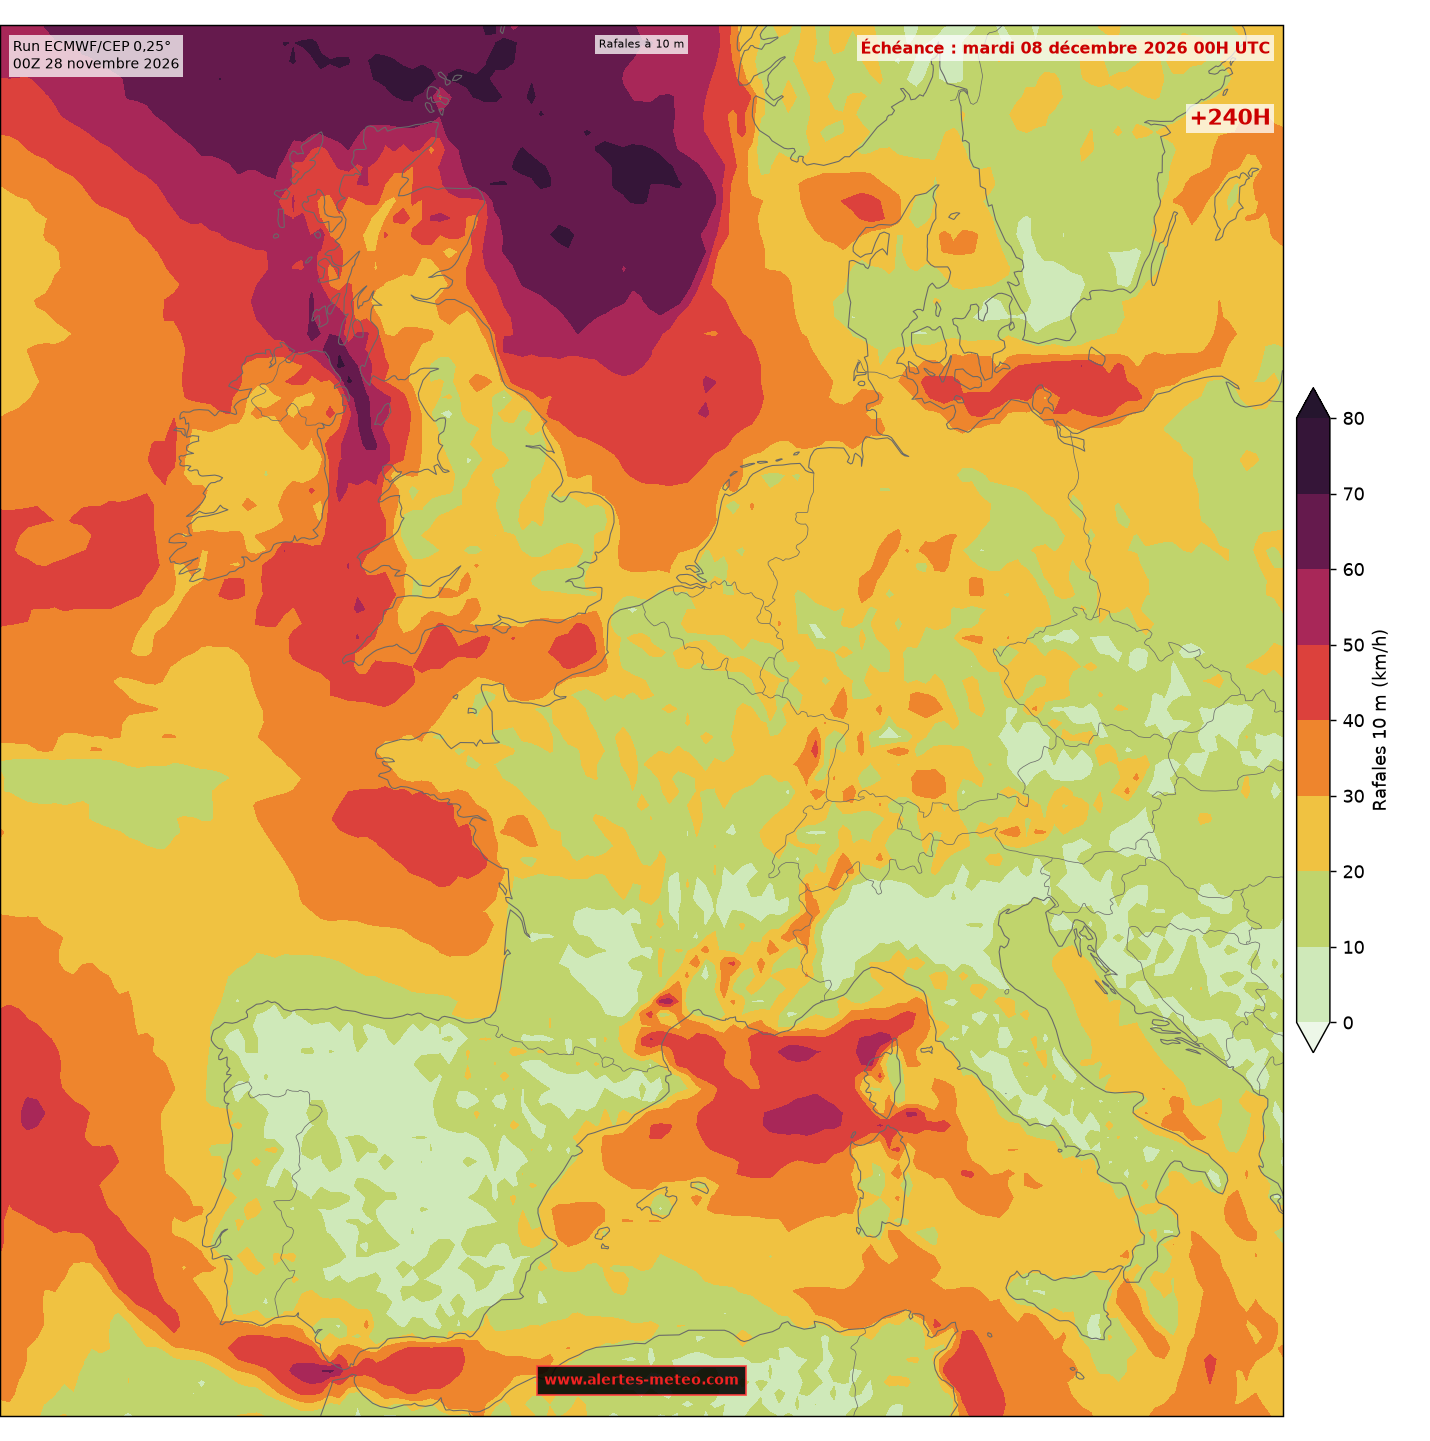 Run ECMWF/CEP 0,25°
00Z 28 novembre 2026
Rafales à 10 m
Échéance : mardi 08 décembre 2026 00H UTC
+240H
80
70
60
50
40
30
20
10
0
Rafales 10 m (km/h)
www.alertes-meteo.com